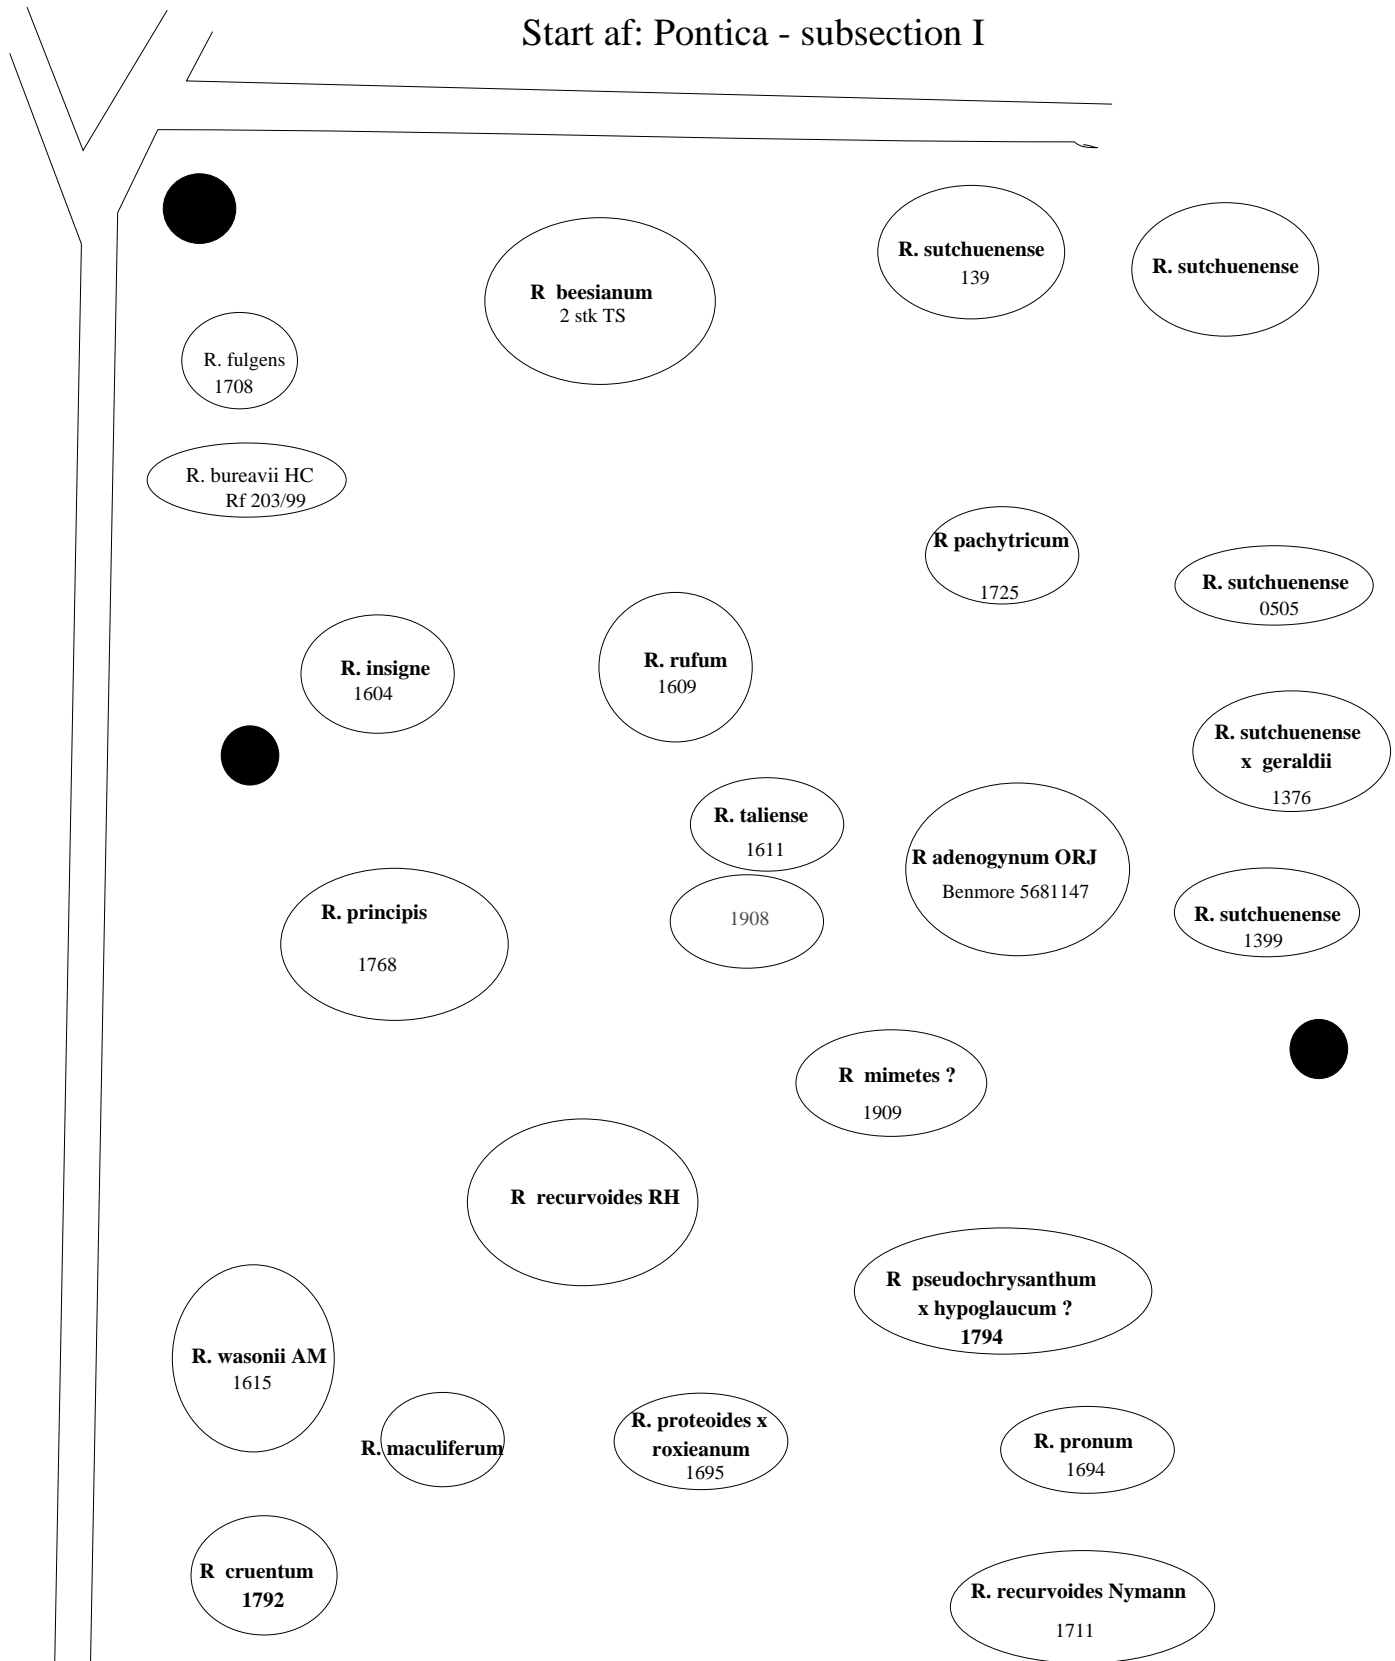 Start af: Pontica - subsection I
R. sutchuenense
139
R. sutchuenense
R beesianum
2 stk TS
R. fulgens
1708
R. bureavii HC
Rf 203/99
R pachytricum
1725
R. sutchuenense
0505
R. insigne
1604
R. rufum
1609
R. sutchuenense
x geraldii
1376
R. taliense
1611
R adenogynum ORJ
Benmore 5681147
R. principis
1768
1908
R. sutchuenense
1399
R mimetes ?
1909
R recurvoides RH
R pseudochrysanthum
x hypoglaucum ?
1794
R. wasonii AM
1615
R. maculiferum
R. proteoides x
roxieanum
1695
R. pronum
1694
R cruentum
1792
R. recurvoides Nymann
1711